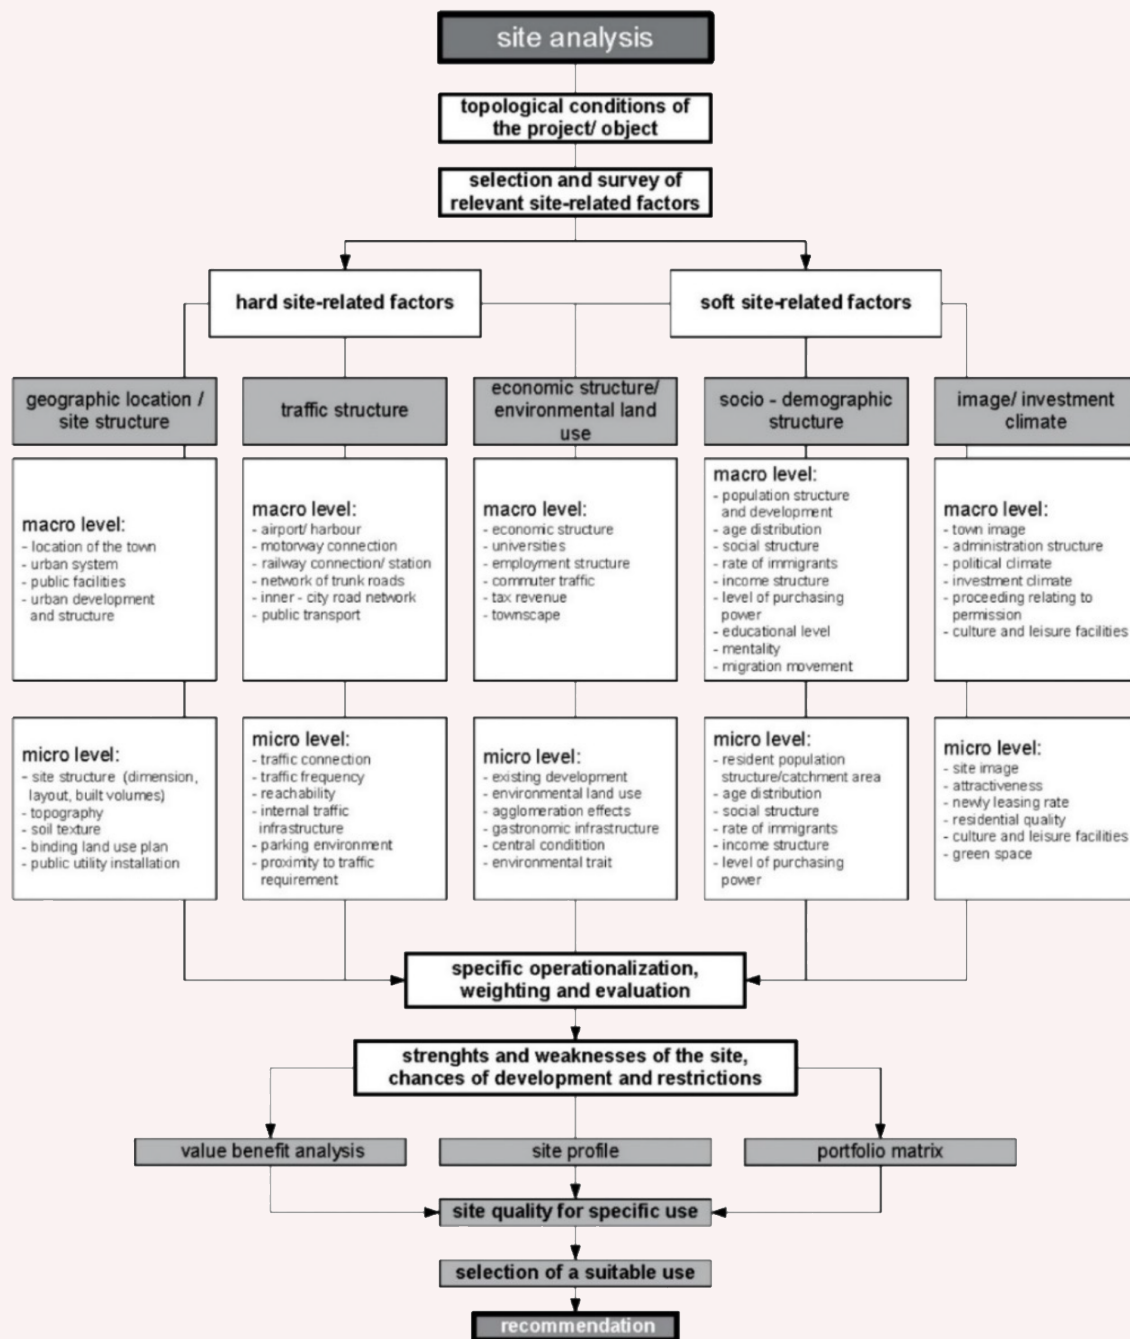 site analysis
topological conditions of
the project/ object
selection and survey of
relevant site-related factors
hard site-related factors
soft site-related factors
geographic location /
site structure
traffic structure
economic structure/
environmental land
use
socio - demographic
structure
image/ investment
climate
macro level:
- location of the town
- urban system
- public facilities
- urban development
and structure
macro level:
- airport/ harbour
- motorway connection
- railway connection/ station
- network of trunk roads
- inner - city road network
- public transport
macro level:
- economic structure
- universities
- employment structure
- commuter traffic
- tax revenue
- townscape
macro level:
- population structure
and development
- age distribution
- social structure
- rate of immigrants
- income structure
- level of purchasing
power
- educational level
- mentality
- migration movement
macro level:
- town image
- administration structure
- political climate
- investment climate
- proceeding relating to
permission
- culture and leisure facilities
micro level:
- site structure (dimension,
layout, built volumes)
- topography
- soil texture
- binding land use plan
- public utility installation
micro level:
- traffic connection
- traffic frequency
- reachability
- internal traffic
infrastructure
- parking environment
- proximity to traffic
requirement
micro level:
- existing development
- environmental land use
- agglomeration effects
- gastronomic infrastructure
- central condition
- environmental trait
micro level:
- resident population
structure/catchment area
- age distribution
- social structure
- rate of immigrants
- income structure
- level of purchasing
power
micro level:
- site image
- attractiveness
- newly leasing rate
- residential quality
- culture and leisure facilities
- green space
specific operationalization,
weighting and evaluation
strenghts and weaknesses of the site,
chances of development and restrictions
value benefit analysis
site profile
portfolio matrix
site quality for specific use
selection of a suitable use
recommendation